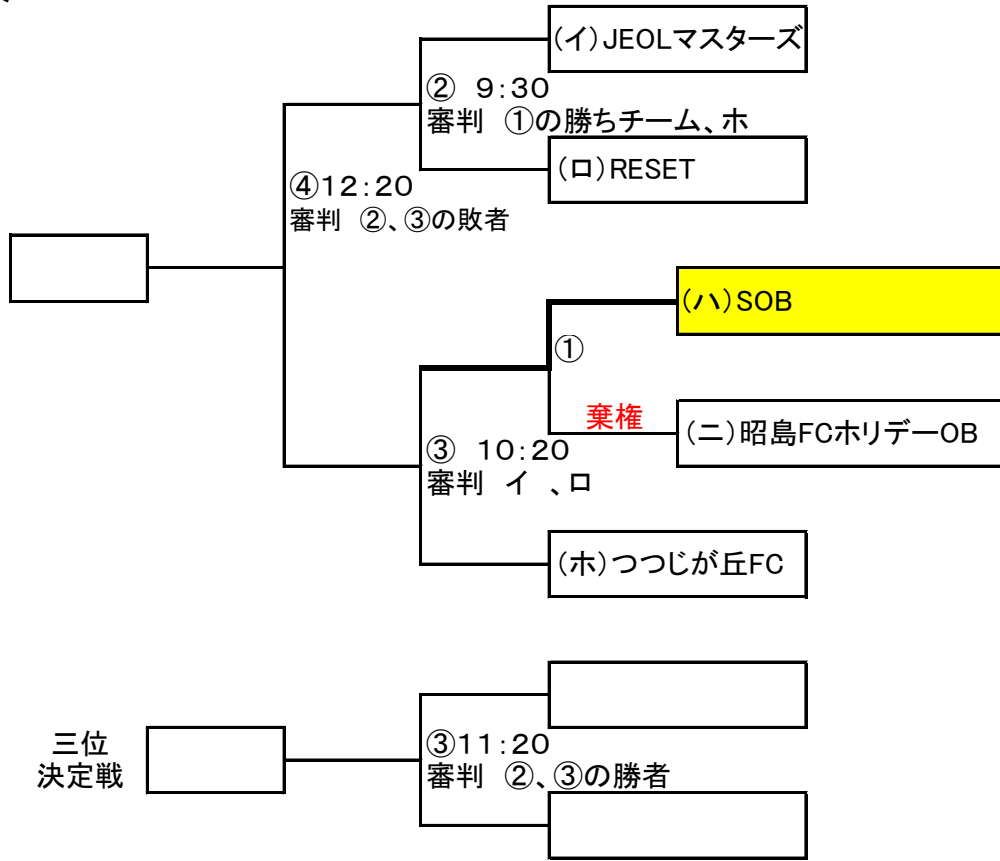 (イ)JEOLマスターズ
② 9:30
審判 ①の勝ちチーム、ホ
(ロ)RESET
④12:20
審判 ②、③の敗者
(ハ)SOB
①
棄権
(ニ)昭島FCホリデーOB
③ 10:20
審判 イ 、ロ
(ホ)つつじが丘FC
三位
決定戦
③11:20
審判 ②、③の勝者